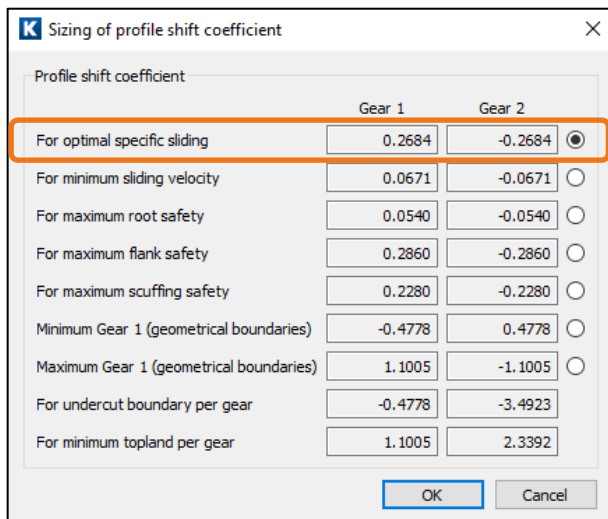 K Sizing of profile shift coefficient
Profile shift coefficient
Gear 1 Gear 2
For optimal specific sliding 0.2684 -0.2684
For minimum sliding velocity 0.0671 -0.0671
For maximum root safety 0.0540 -0.0540
For maximum flank safety 0.2860 -0.2860
For maximum scuffing safety 0.2280 -0.2280
Minimum Gear 1 (geometrical boundaries) -0.4778 0.4778
Maximum Gear 1 (geometrical boundaries) 1.1005 -1.1005
For undercut boundary per gear -0.4778 -3.4923
For minimum topland per gear 1.1005 2.3392
OK Cancel